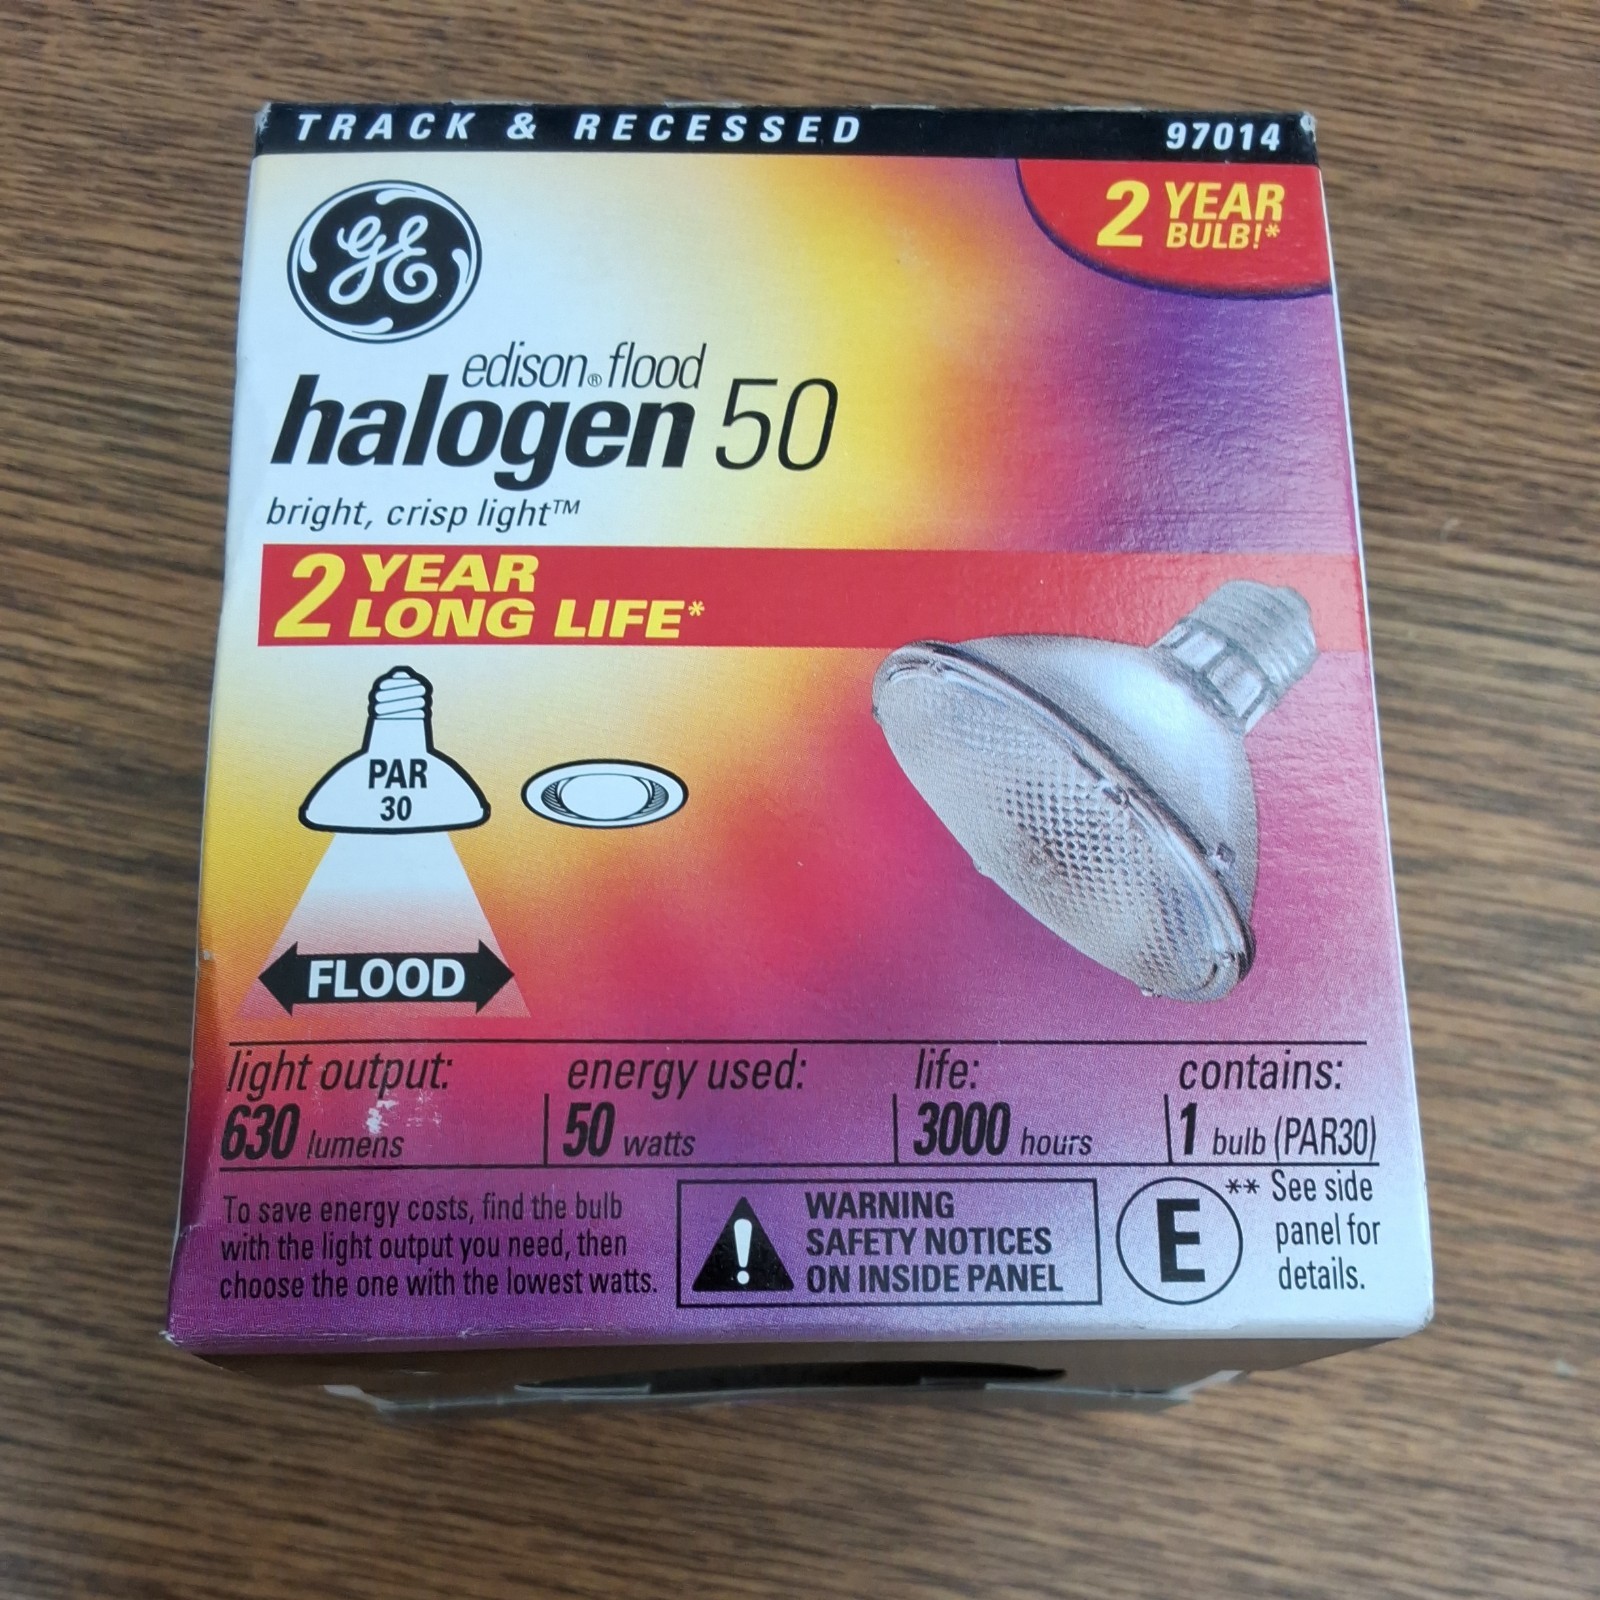 TRACK & RECESSED 97014
2 YEAR
BULB!*
GE
edison® flood
halogen 50
bright, crisp light™
2 YEAR
LONG LIFE*
PAR
30
FLOOD
light output: energy used: life: contains:
630 lumens 50 watts 3000 hours 1 bulb (PAR30)
To save energy costs, find the bulb
with the light output you need, then
choose the one with the lowest watts.
WARNING
SAFETY NOTICES
ON INSIDE PANEL
E
** See side
panel for
details.